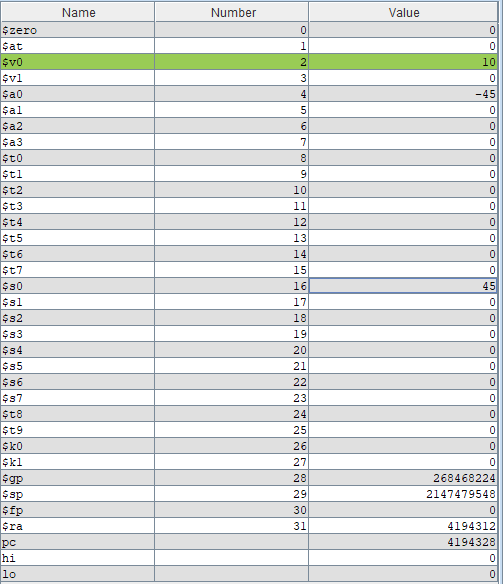 Name Number Value
$zero 0 0
$at 1 0
$v0 2 10
$v1 3 0
$a0 4 -45
$a1 5 0
$a2 6 0
$a3 7 0
$t0 8 0
$t1 9 0
$t2 10 0
$t3 11 0
$t4 12 0
$t5 13 0
$t6 14 0
$t7 15 0
$s0 16 45
$s1 17 0
$s2 18 0
$s3 19 0
$s4 20 0
$s5 21 0
$s6 22 0
$s7 23 0
$t8 24 0
$t9 25 0
$k0 26 0
$k1 27 0
$gp 28 268468224
$sp 29 2147479548
$fp 30 0
$ra 31 4194312
pc 4194328
hi 0
lo 0